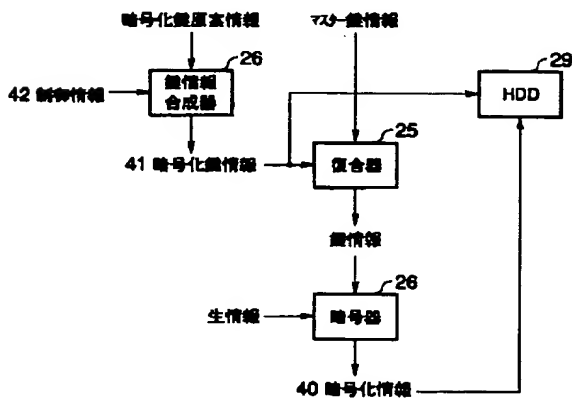 暗号化鍵原案情報
マスター鍵情報
26
29
鍵情報
合成器
HDD
42 制御情報
25
41 暗号化鍵情報
復合器
鍵情報
26
生情報
暗号器
40 暗号化情報